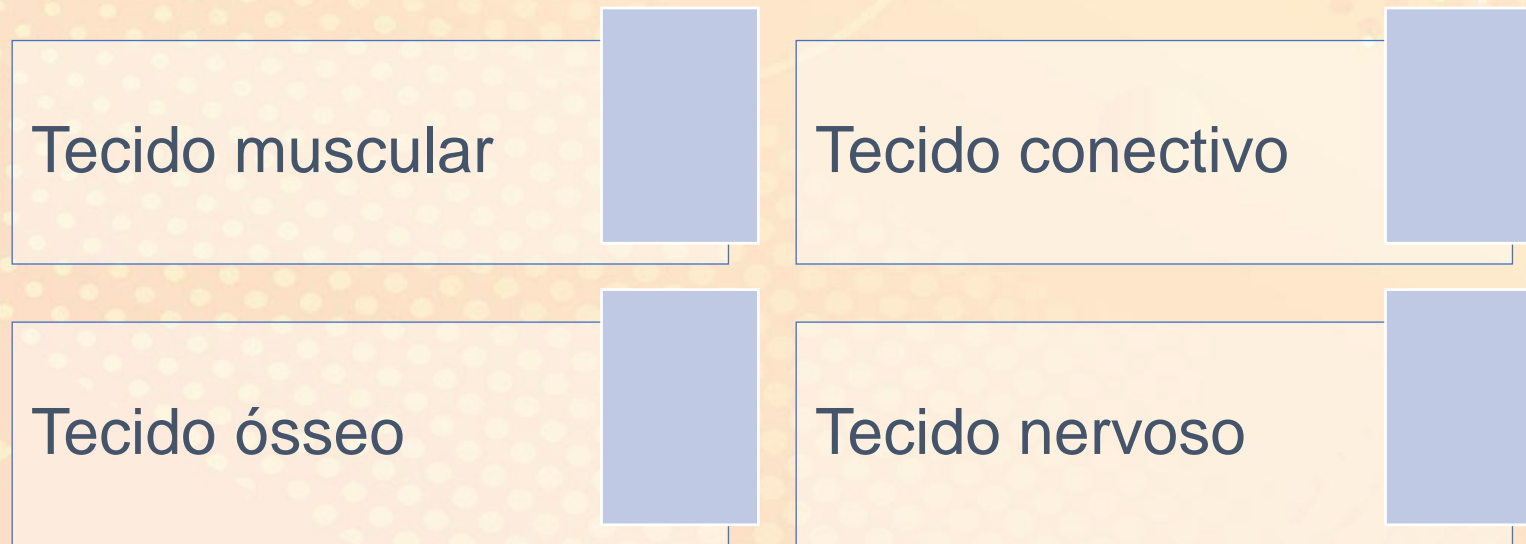 Tecido muscular
Tecido conectivo
Tecido ósseo
Tecido nervoso